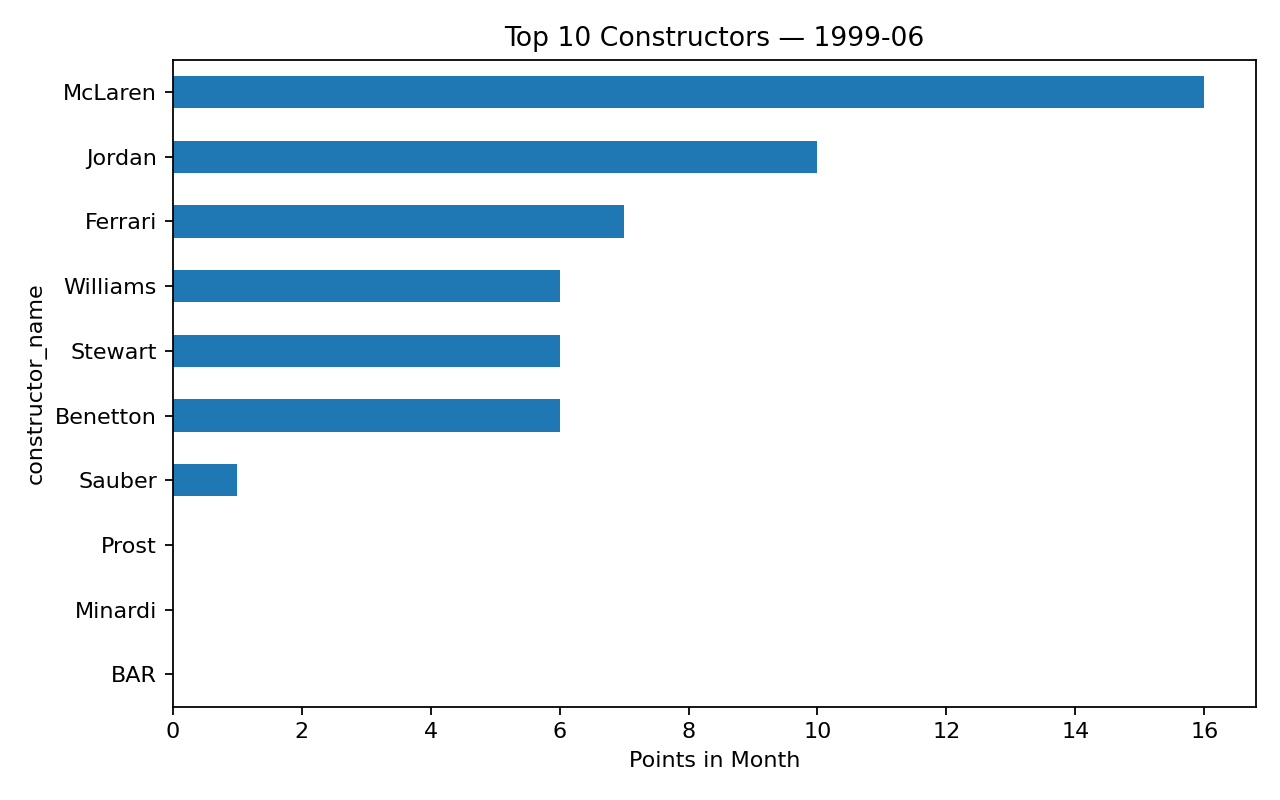 Top 10 Constructors — 1999-06
constructor_name
McLaren
Jordan
Ferrari
Williams
Stewart
Benetton
Sauber
Prost
Minardi
BAR
0 2 4 6 8 10 12 14 16
Points in Month